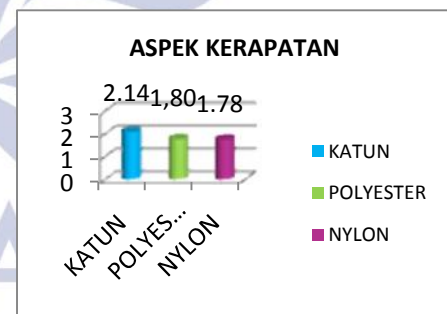 ASPEK KERAPATAN
2.14 1,80 1.78
3
2
1
0
KATUN
POLYES...
NYLON
KATUN
POLYESTER
NYLON